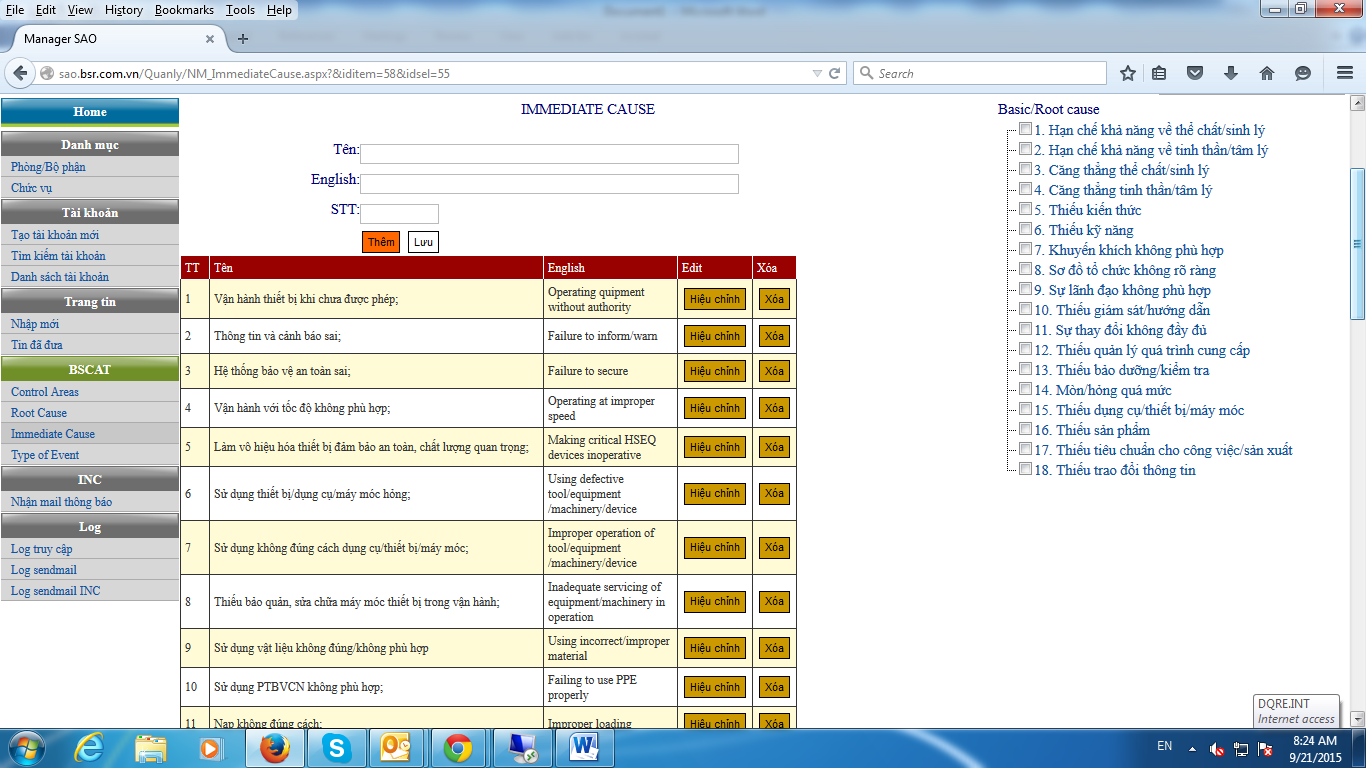 File Edit View History Bookmarks Tools Help
Manager SAO
sao.bsr.com.vn/Quanly/NM_ImmediateCause.aspx?&iditem=58&idsel=55
Search
Home
Danh mục
Phòng/Bộ phận
Chức vụ
Tài khoản
Tạo tài khoản mới
Tìm kiếm tài khoản
Danh sách tài khoản
Trang tin
Nhập mới
Tin đã đưa
BSCAT
Control Areas
Root Cause
Immediate Cause
Type of Event
INC
Nhận mail thông báo
Log
Log truy cập
Log sendmail
Log sendmail INC
IMMEDIATE CAUSE
Tên:
English:
STT:
Thêm Lưu
TT Tên English Edit Xóa
1 Vận hành thiết bị khi chưa được phép; Operating quipment
without authority Hiệu chỉnh Xóa
2 Thông tin và cảnh báo sai; Failure to inform/warn Hiệu chỉnh Xóa
3 Hệ thống bảo vệ an toàn sai; Failure to secure Hiệu chỉnh Xóa
4 Vận hành với tốc độ không phù hợp; Operating at improper
speed Hiệu chỉnh Xóa
5 Làm vô hiệu hóa thiết bị đảm bảo an toàn, chất lượng quan trọng; Making critical HSEQ
devices inoperative Hiệu chỉnh Xóa
6 Sử dụng thiết bị/dụng cụ/máy móc hỏng; Using defective
tool/equipment
/machinery/device Hiệu chỉnh Xóa
7 Sử dụng không đúng cách dụng cụ/thiết bị/máy móc; Improper operation of
tool/equipment
/machinery/device Hiệu chỉnh Xóa
8 Thiếu bảo quản, sửa chữa máy móc thiết bị trong vận hành; Inadequate servicing of
equipment/machinery in
operation Hiệu chỉnh Xóa
9 Sử dụng vật liệu không đúng/không phù hợp Using incorrect/improper
material Hiệu chỉnh Xóa
10 Sử dụng PTBVCN không phù hợp; Failing to use PPE
properly Hiệu chỉnh Xóa
11 Nạp không đúng cách; Improper loading Hiệu chỉnh Xóa
Basic/Root cause
1. Hạn chế khả năng về thể chất/sinh lý
2. Hạn chế khả năng về tinh thần/tâm lý
3. Căng thẳng thể chất/sinh lý
4. Căng thẳng tinh thần/tâm lý
5. Thiếu kiến thức
6. Thiếu kỹ năng
7. Khuyến khích không phù hợp
8. Sơ đồ tổ chức không rõ ràng
9. Sự lãnh đạo không phù hợp
10. Thiếu giám sát/hướng dẫn
11. Sự thay đổi không đầy đủ
12. Thiếu quản lý quá trình cung cấp
13. Thiếu bảo dưỡng/kiểm tra
14. Mòn/hỏng quá mức
15. Thiếu dụng cụ/thiết bị/máy móc
16. Thiếu sản phẩm
17. Thiếu tiêu chuẩn cho công việc/sản xuất
18. Thiếu trao đổi thông tin
DQRE.INT
Internet access
EN
8:24 AM
9/21/2015